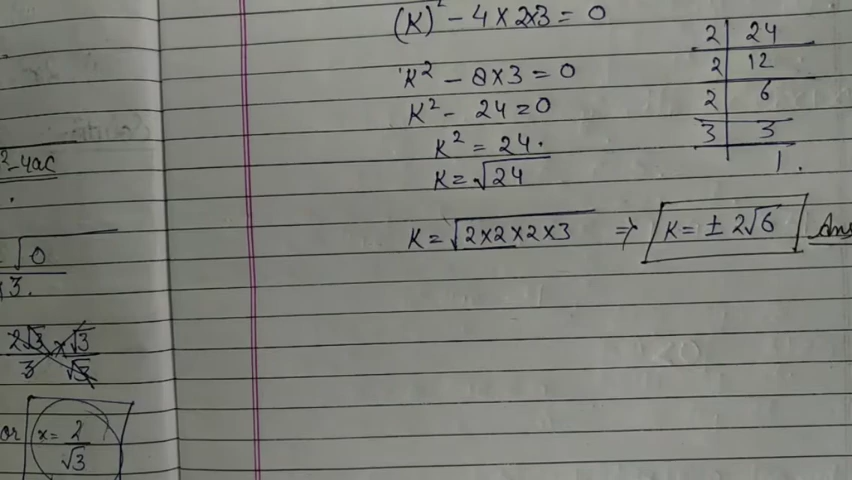 ²-4ac
√0
×3.
2√3 × √3
3 √3
or x = 2
√3
(K)² - 4×2×3 = 0
K² - 8×3 = 0
K² - 24 = 0
K² = 24.
K = √24
K = √2×2×2×3 ⇒ K = ± 2√6 Ans
2 | 24
2 | 12
2 | 6
3 | 3
1.